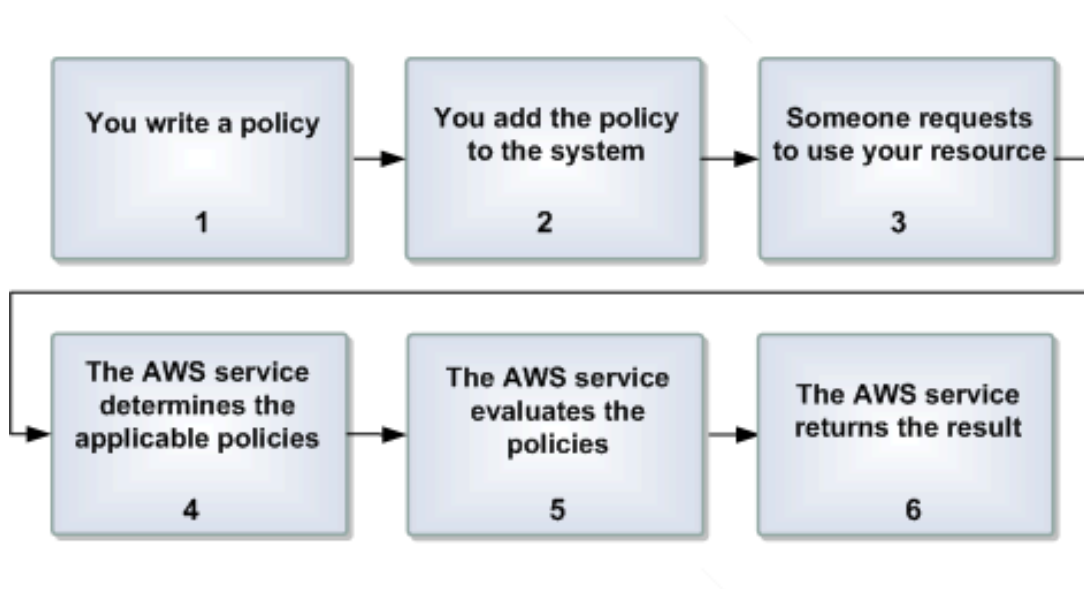 You write a policy
1
You add the policy
to the system
2
Someone requests
to use your resource
3
The AWS service
determines the
applicable policies
4
The AWS service
evaluates the
policies
5
The AWS service
returns the result
6